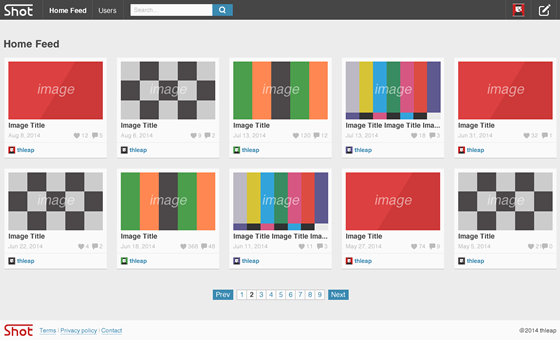 Shot Home Feed Users Search...
Home Feed
image image image image image
Image Title Image Title Image Title Image Title Image Title Ima... Image Title
Aug 9, 2014 12 5 Aug 6, 2014 9 2 Jul 13, 2014 120 12 Jul 13, 2014 18 3 Jun 31, 2014 32 1
thleap thleap thleap thleap thleap
image image image image image
Image Title Image Title Image Title Image Title Ima... Image Title Image Title
Jun 22, 2014 4 2 Jun 18, 2014 368 48 Jun 11, 2014 11 3 May 27, 2014 74 9 May 5, 2014 21 0
thleap thleap thleap thleap thleap
Prev 1 2 3 4 5 6 7 8 9 Next
Shot Terms | Privacy policy | Contact ©2014 thleap